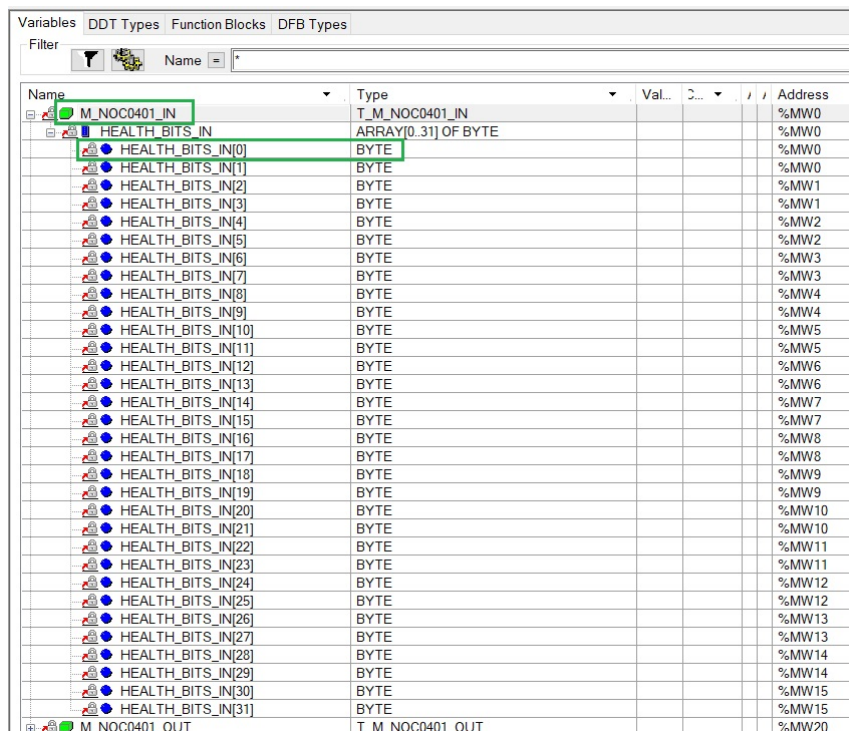 Variables DDT Types Function Blocks DFB Types
Filter
Name = *
Name Type Val... C... Address
M_NOC0401_IN T_M_NOC0401_IN %MW0
HEALTH_BITS_IN ARRAY[0..31] OF BYTE %MW0
HEALTH_BITS_IN[0] BYTE %MW0
HEALTH_BITS_IN[1] BYTE %MW0
HEALTH_BITS_IN[2] BYTE %MW1
HEALTH_BITS_IN[3] BYTE %MW1
HEALTH_BITS_IN[4] BYTE %MW2
HEALTH_BITS_IN[5] BYTE %MW2
HEALTH_BITS_IN[6] BYTE %MW3
HEALTH_BITS_IN[7] BYTE %MW3
HEALTH_BITS_IN[8] BYTE %MW4
HEALTH_BITS_IN[9] BYTE %MW4
HEALTH_BITS_IN[10] BYTE %MW5
HEALTH_BITS_IN[11] BYTE %MW5
HEALTH_BITS_IN[12] BYTE %MW6
HEALTH_BITS_IN[13] BYTE %MW6
HEALTH_BITS_IN[14] BYTE %MW7
HEALTH_BITS_IN[15] BYTE %MW7
HEALTH_BITS_IN[16] BYTE %MW8
HEALTH_BITS_IN[17] BYTE %MW8
HEALTH_BITS_IN[18] BYTE %MW9
HEALTH_BITS_IN[19] BYTE %MW9
HEALTH_BITS_IN[20] BYTE %MW10
HEALTH_BITS_IN[21] BYTE %MW10
HEALTH_BITS_IN[22] BYTE %MW11
HEALTH_BITS_IN[23] BYTE %MW11
HEALTH_BITS_IN[24] BYTE %MW12
HEALTH_BITS_IN[25] BYTE %MW12
HEALTH_BITS_IN[26] BYTE %MW13
HEALTH_BITS_IN[27] BYTE %MW13
HEALTH_BITS_IN[28] BYTE %MW14
HEALTH_BITS_IN[29] BYTE %MW14
HEALTH_BITS_IN[30] BYTE %MW15
HEALTH_BITS_IN[31] BYTE %MW15
M_NOC0401_OUT T_M_NOC0401_OUT %MW20